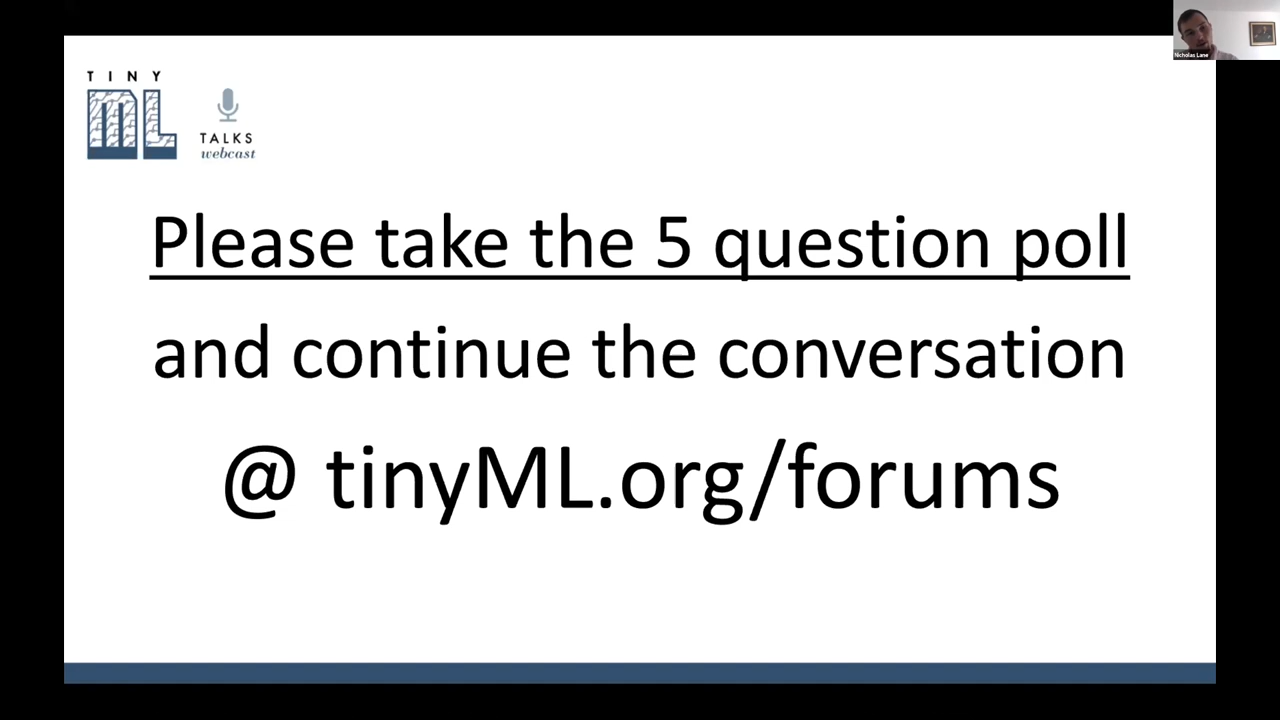 Nicholas Lane
TINY
ML
TALKS
webcast
Please take the 5 question poll
and continue the conversation
@ tinyML.org/forums